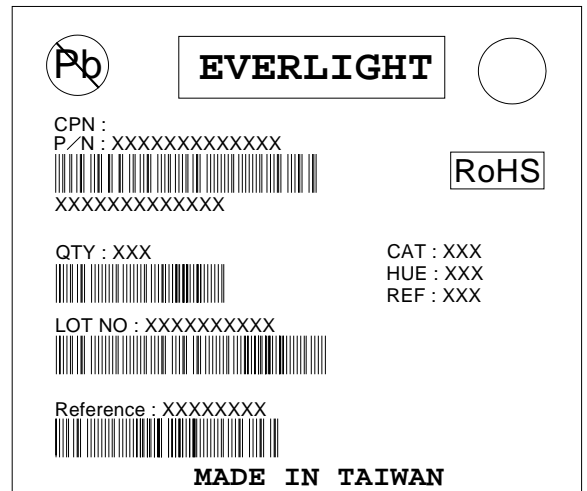 Pb
EVERLIGHT
CPN :
P/N : XXXXXXXXXXXXX
RoHS
XXXXXXXXXXXXX
QTY : XXX
CAT : XXX
HUE : XXX
REF : XXX
LOT NO : XXXXXXXXXX
Reference : XXXXXXXX
MADE IN TAIWAN